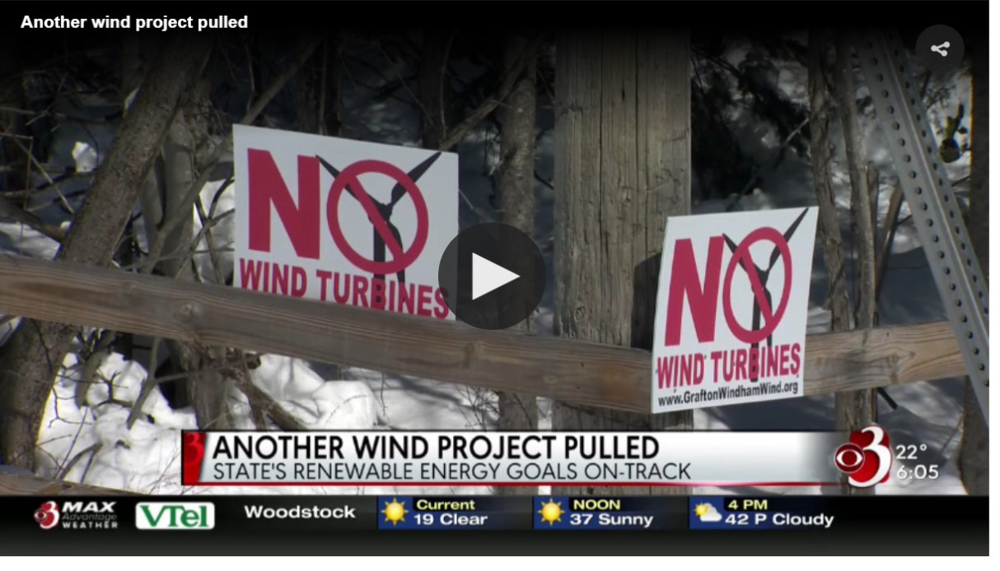 Another wind project pulled
NO
WIND TURBINES
NO
WIND TURBINES
www.GraftonWindhamWind.org
ANOTHER WIND PROJECT PULLED
STATE'S RENEWABLE ENERGY GOALS ON-TRACK
3
3
22°
6:05
3 MAX
Advantage
WEATHER
VTel
Woodstock
Current
19 Clear
NOON
37 Sunny
4 PM
42 P Cloudy